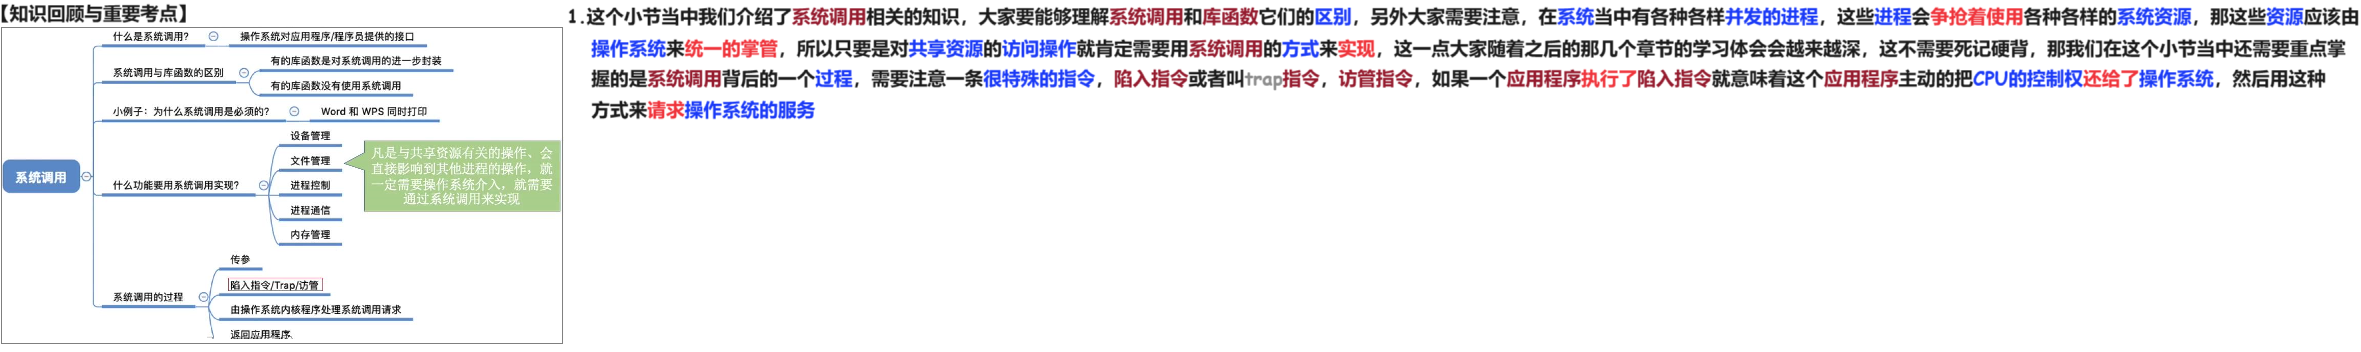 【知识回顾与重要考点】
什么是系统调用?
操作系统对应用程序/程序员提供的接口
系统调用与库函数的区别
有的库函数是对系统调用的进一步封装
有的库函数没有使用系统调用
小例子：为什么系统调用是必须的?
Word 和 WPS 同时打印
系统调用
什么功能要用系统调用实现?
设备管理
文件管理
进程控制
进程通信
内存管理
凡是与共享资源有关的操作、会
直接影响到其他进程的操作，就
一定需要操作系统介入，就需要
通过系统调用来实现
系统调用的过程
传参
陷入指令/Trap/访管
由操作系统内核程序处理系统调用请求
返回应用程序
1.这个小节当中我们介绍了系统调用相关的知识，大家要能够理解系统调用和库函数它们的区别，另外大家需要注意，在系统当中有各种各样并发的进程，这些进程会争抢着使用各种各样的系统资源，那这些资源应该由
操作系统来统一的掌管，所以只要是对共享资源的访问操作就肯定需要用系统调用的方式来实现，这一点大家随着之后的那几个章节的学习体会会越来越深，这不需要死记硬背，那我们在这个小节当中还需要重点掌
握的是系统调用背后的一个过程，需要注意一条很特殊的指令，陷入指令或者叫trap指令，访管指令，如果一个应用程序执行了陷入指令就意味着这个应用程序主动的把CPU的控制权还给了操作系统，然后用这种
方式来请求操作系统的服务